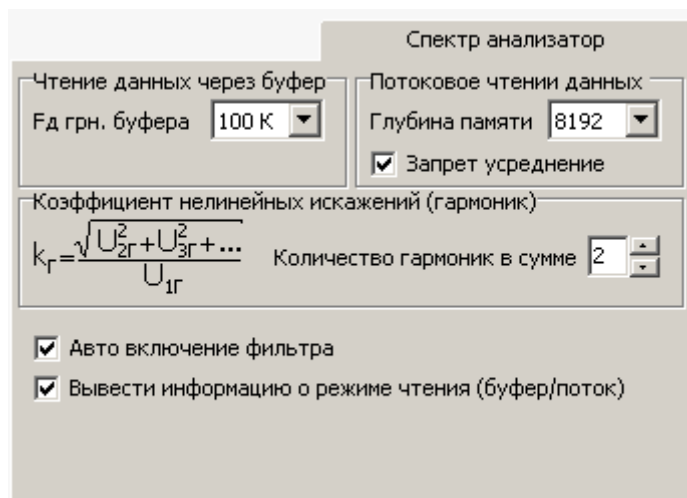 Спектр анализатор
Чтение данных через буфер
Fд грн. буфера 100 K
Потоковое чтении данных
Глубина памяти 8192
Запрет усреднение
Коэффициент нелинейных искажений (гармоник)
kг=√U²2г+U²3г+... / U1г
Количество гармоник в сумме 2
Авто включение фильтра
Вывести информацию о режиме чтения (буфер/поток)